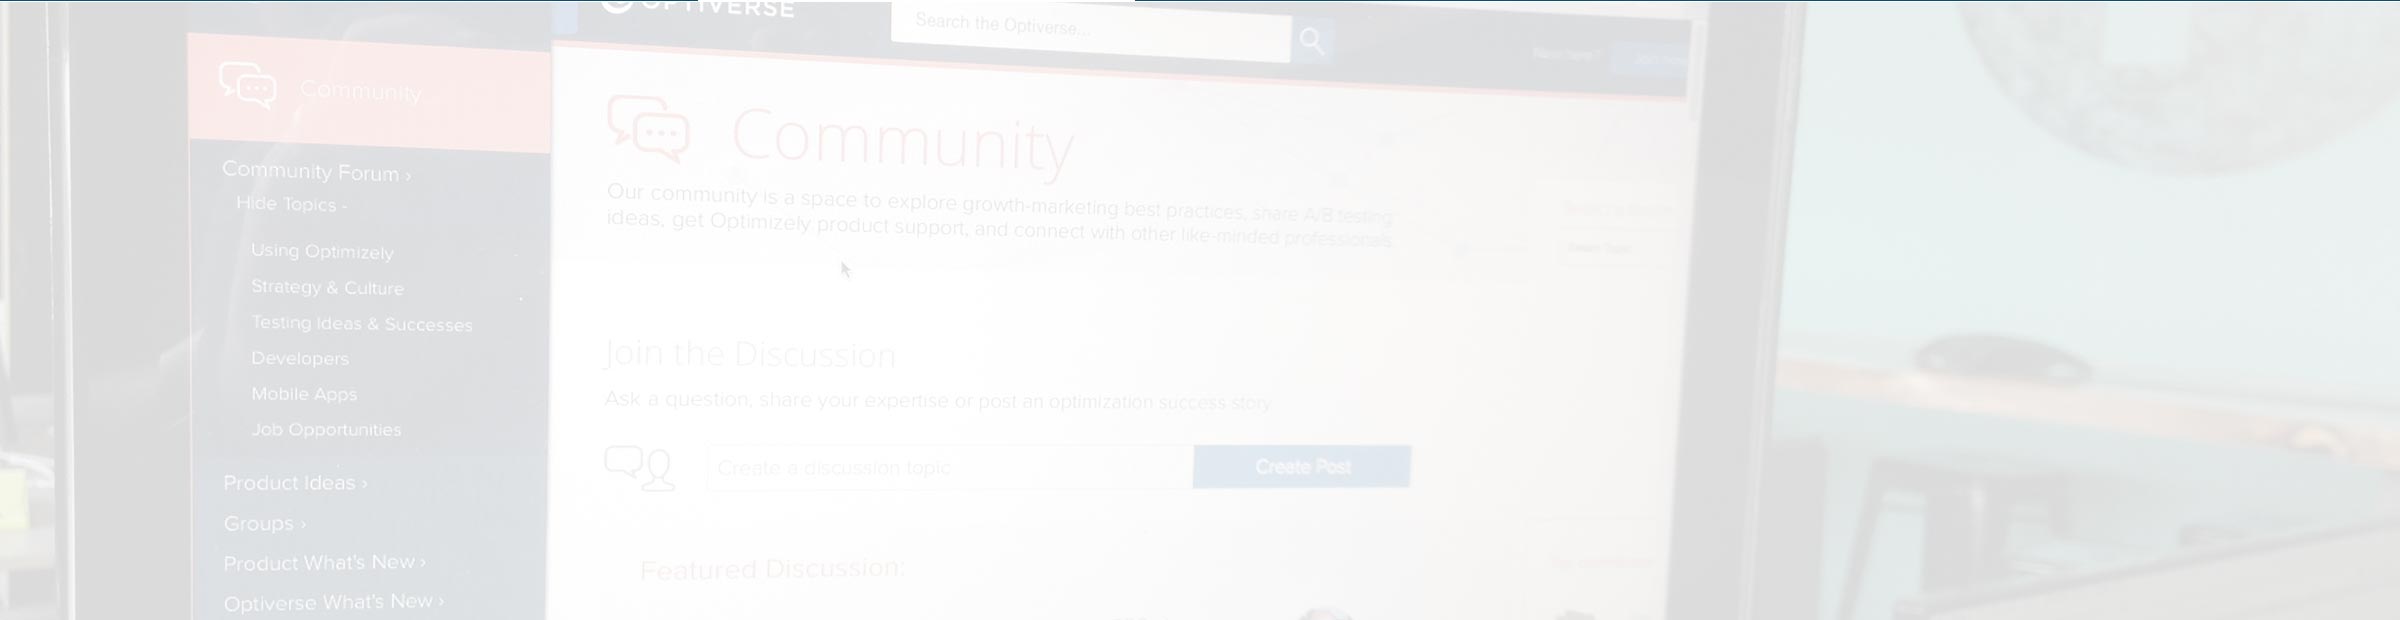 OPTIVERSE
Search the Optiverse...
New here?
Join Now
Community
Community Forum ›
Hide Topics -
Using Optimizely
Strategy & Culture
Testing Ideas & Successes
Developers
Mobile Apps
Job Opportunities
Product Ideas ›
Groups ›
Product What's New ›
Optiverse What's New ›
Community
Our community is a space to explore growth-marketing best practices, share A/B testing
ideas, get Optimizely product support, and connect with other like-minded professionals.
Join the Discussion
Ask a question, share your expertise or post an optimization success story
Create a discussion topic
Create Post
Featured Discussion: